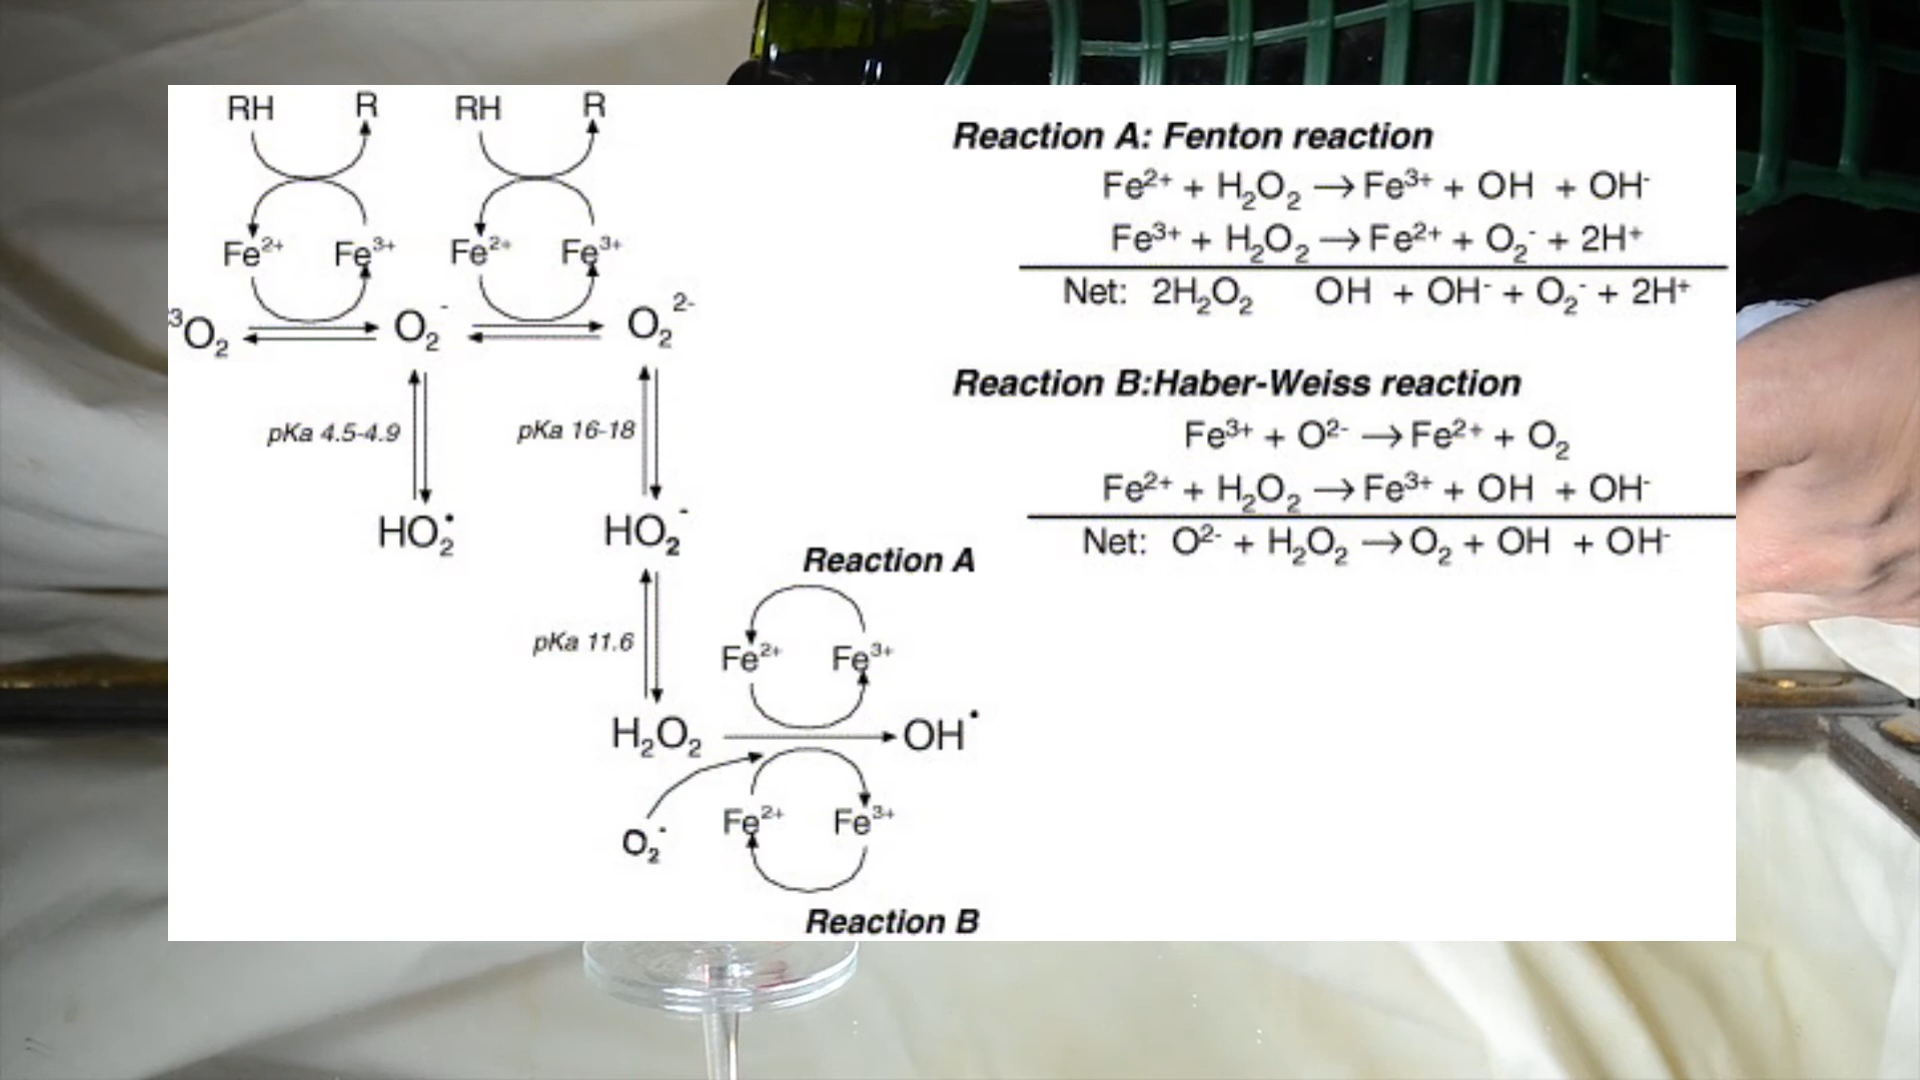 RH R RH R
Fe²⁺ Fe³⁺ Fe²⁺ Fe³⁺
³O₂ O₂⁻ O₂²⁻
pKa 4.5-4.9 pKa 16-18
HO₂• HO₂⁻
Reaction A
pKa 11.6
Fe²⁺ Fe³⁺
H₂O₂ OH•
Fe²⁺ Fe³⁺
O₂⁻
Reaction B
Reaction A: Fenton reaction
Fe²⁺ + H₂O₂ → Fe³⁺ + OH + OH⁻
Fe³⁺ + H₂O₂ → Fe²⁺ + O₂⁻ + 2H⁺
Net: 2H₂O₂ OH + OH⁻ + O₂⁻ + 2H⁺
Reaction B:Haber-Weiss reaction
Fe³⁺ + O²⁻ → Fe²⁺ + O₂
Fe²⁺ + H₂O₂ → Fe³⁺ + OH + OH⁻
Net: O²⁻ + H₂O₂ → O₂ + OH + OH⁻